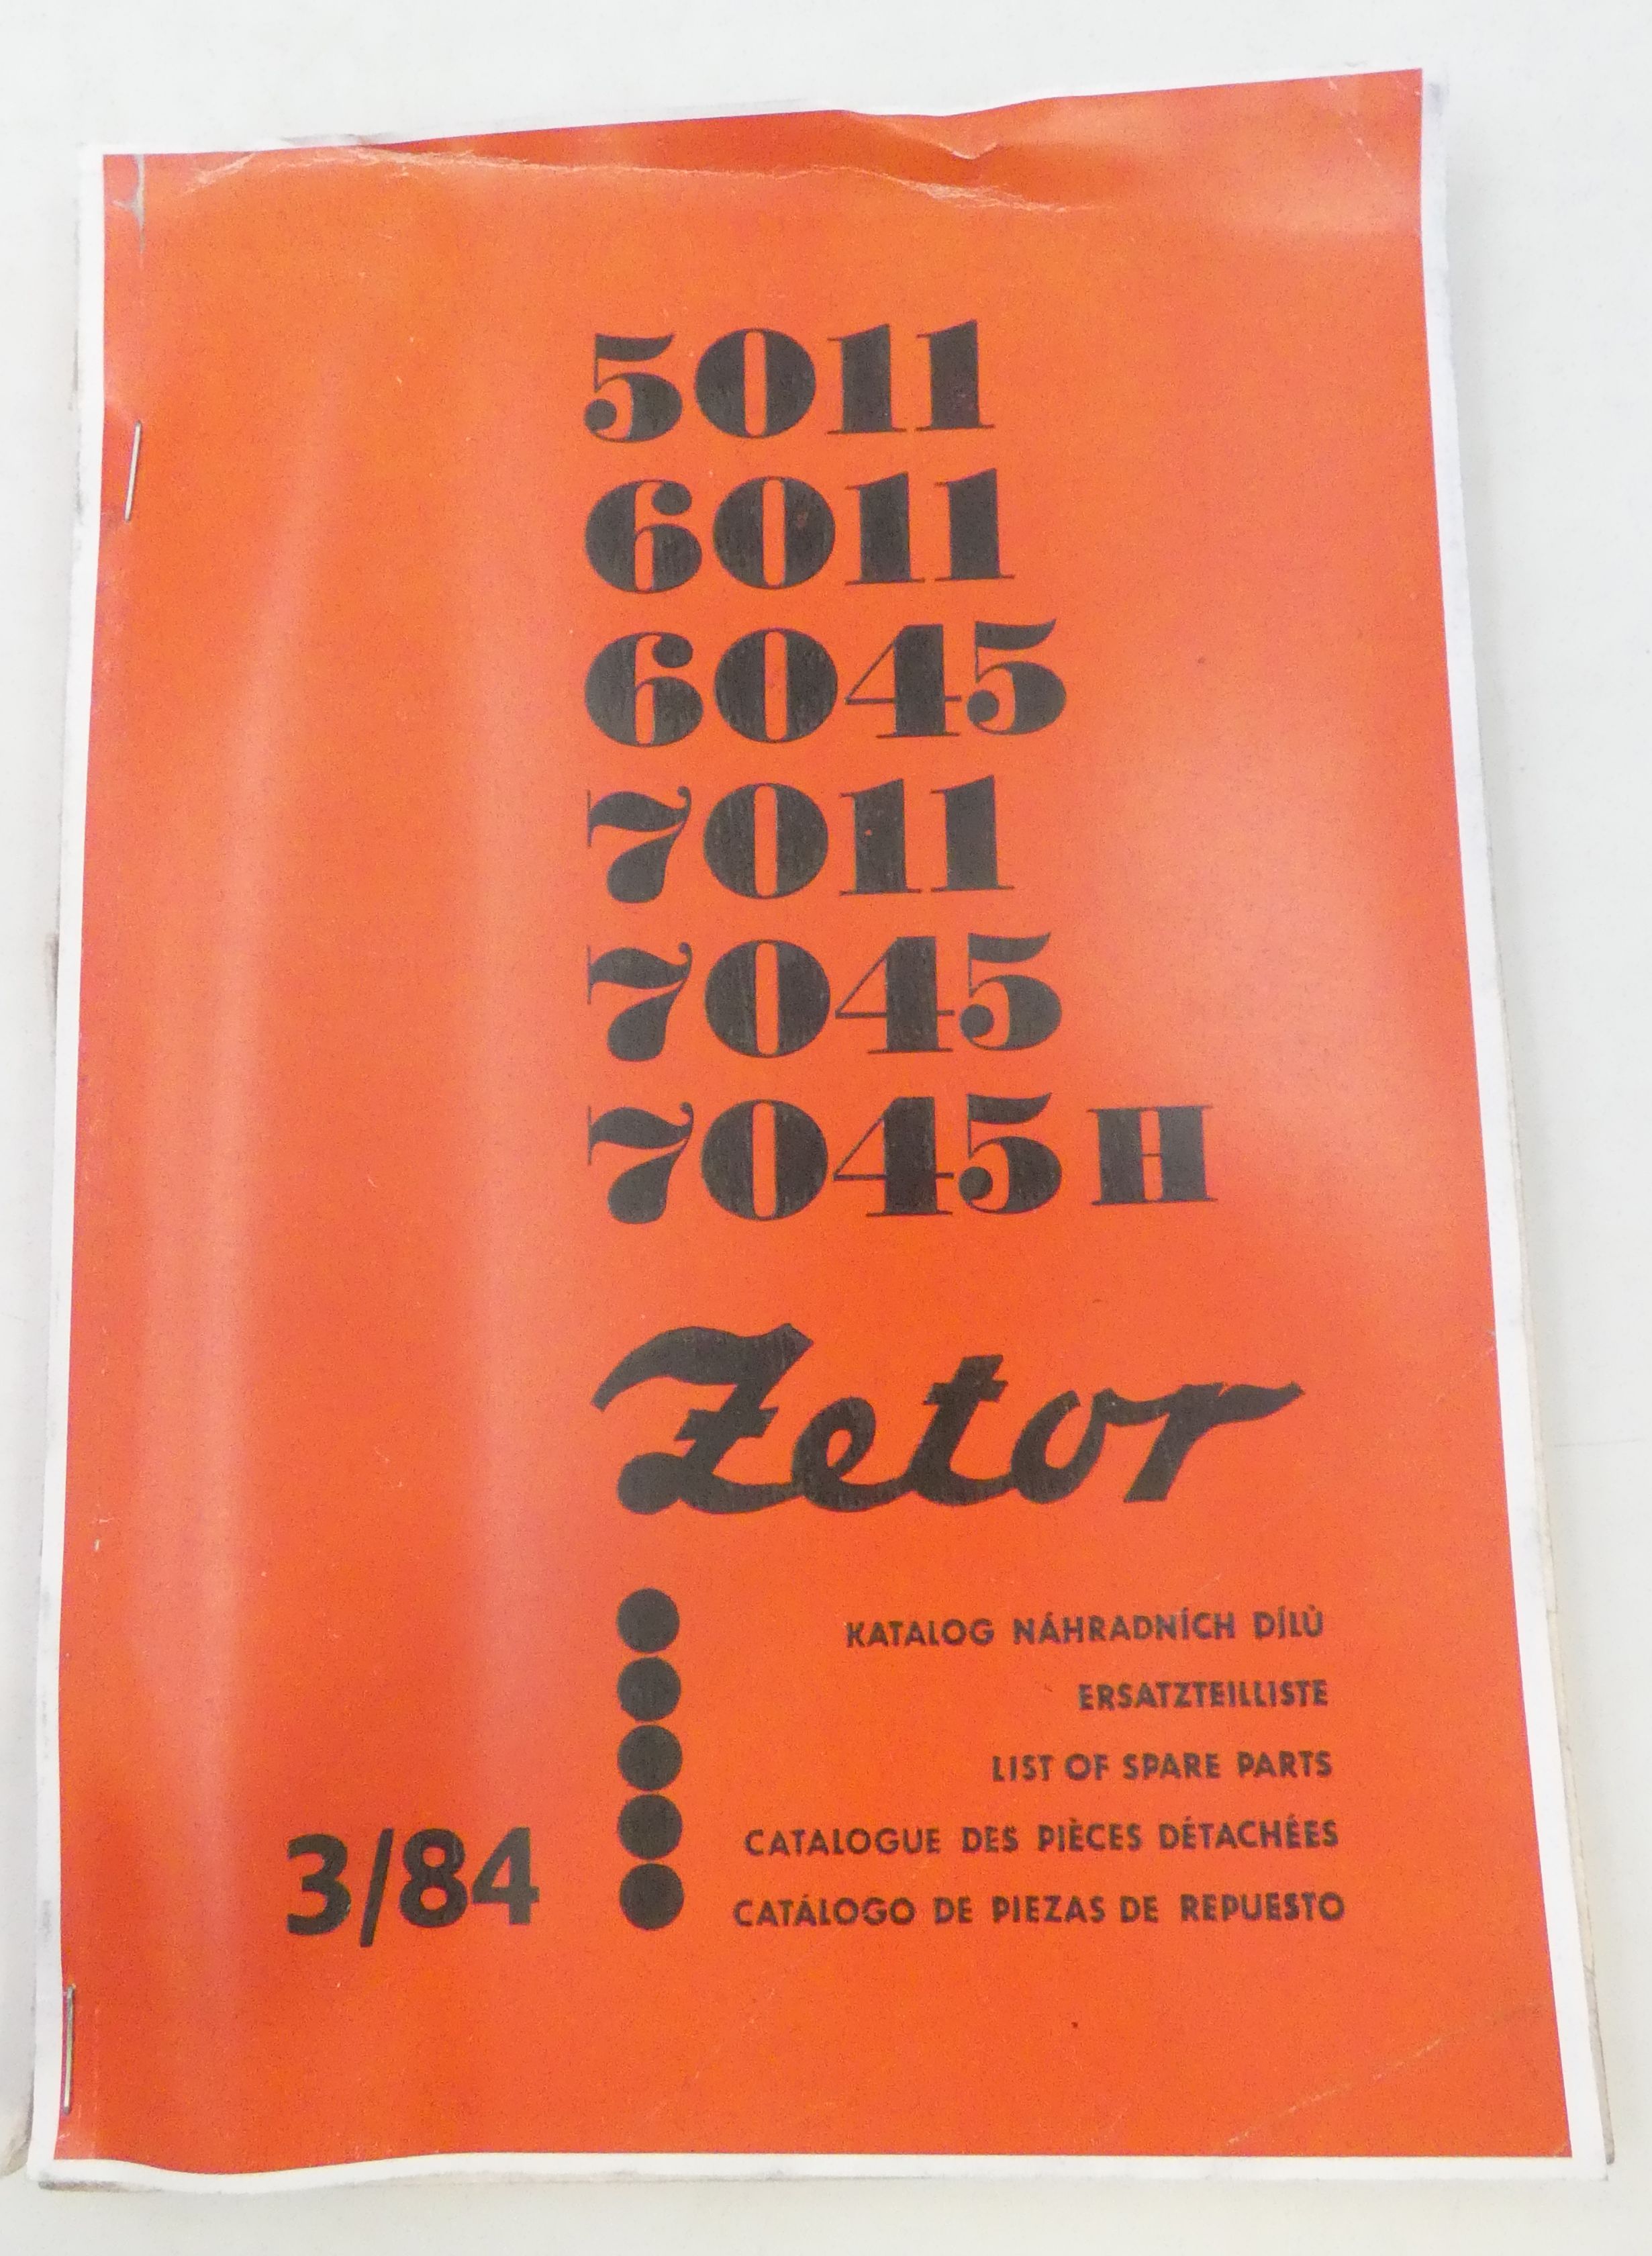 5011
6011
6045
7011
7045
7045 H
Zetor
KATALOG NÁHRADNÍCH DÍLŮ
ERSATZTEILLISTE
LIST OF SPARE PARTS
CATALOGUE DES PIÈCES DÉTACHÉES
3/84
CATÁLOGO DE PIEZAS DE REPUESTO